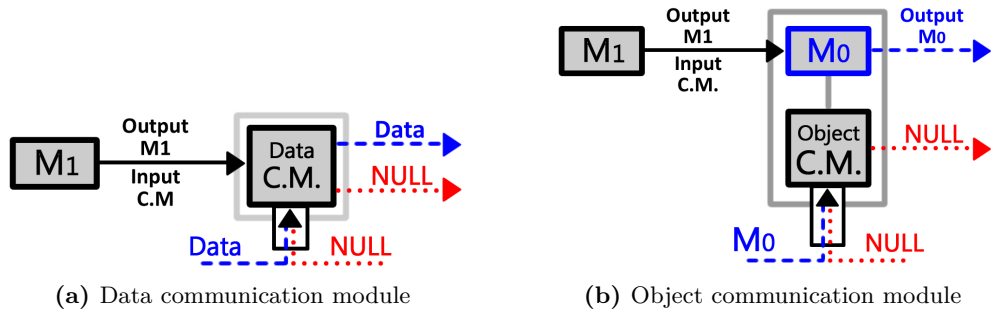 M1
Output
M1
Input
C.M
Data
C.M.
Data
NULL
Data
NULL
(a) Data communication module
M1
Output
M1
Input
C.M.
M0
Output
M0
Object
C.M.
NULL
M0
NULL
(b) Object communication module